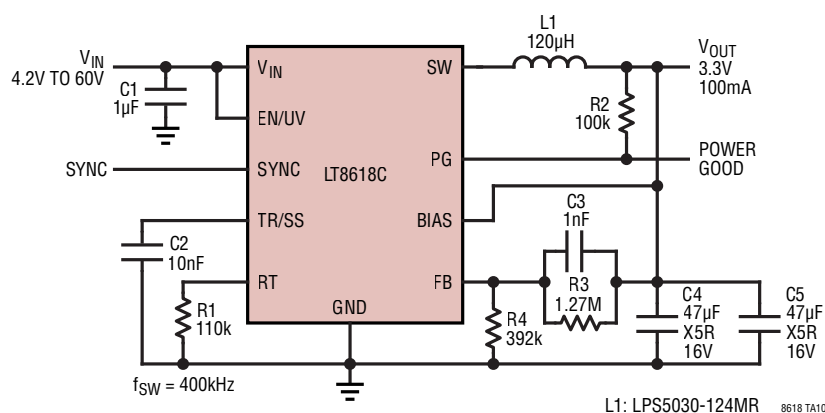 L1
120µH
VIN
4.2V TO 60V
C1
1µF
VIN
EN/UV
SYNC
SYNC
TR/SS
C2
10nF
RT
R1
110k
LT8618C
GND
SW
PG
BIAS
FB
R2
100k
VOUT
3.3V
100mA
POWER
GOOD
C3
1nF
R3
1.27M
R4
392k
C4
47µF
X5R
16V
C5
47µF
X5R
16V
fSW = 400kHz
L1: LPS5030-124MR
8618 TA10